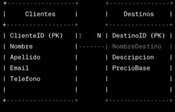 Clientes Destinos
ClienteID (PK) 1 N DestinoID (PK)
Nombre NombreDestino
Apellido Descripcion
Email PrecioBase
Telefono